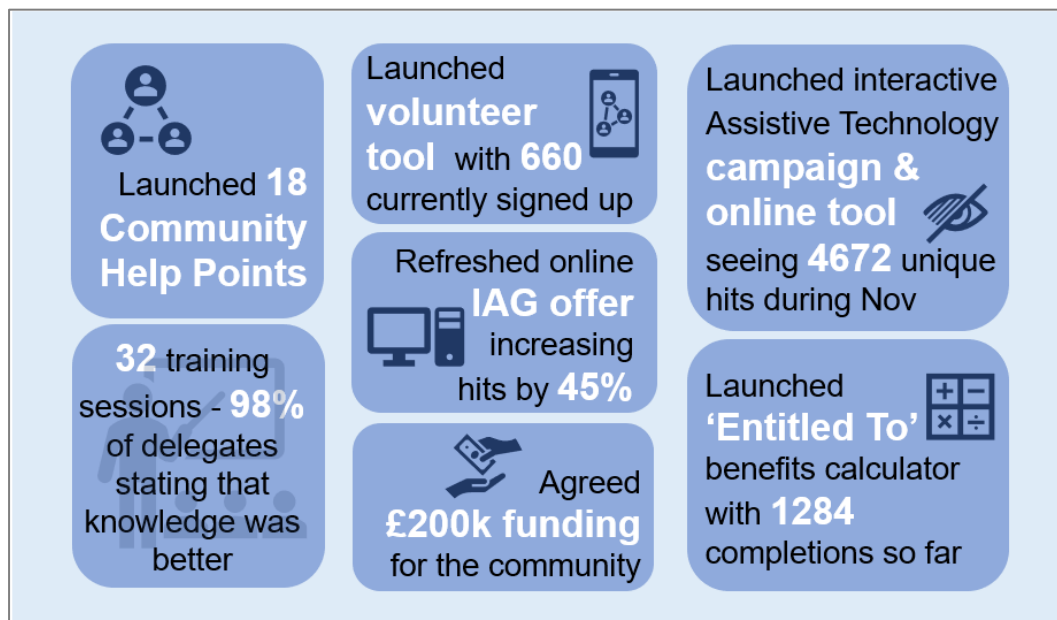 Launched 18
Community
Help Points
32 training
sessions - 98%
of delegates
stating that
knowledge was
better
Launched
volunteer
tool with 660
currently signed up
Refreshed online
IAG offer
increasing
hits by 45%
Agreed
£200k funding
for the community
Launched interactive
Assistive Technology
campaign &
online tool
seeing 4672 unique
hits during Nov
Launched
‘Entitled To’
benefits calculator
with 1284
completions so far